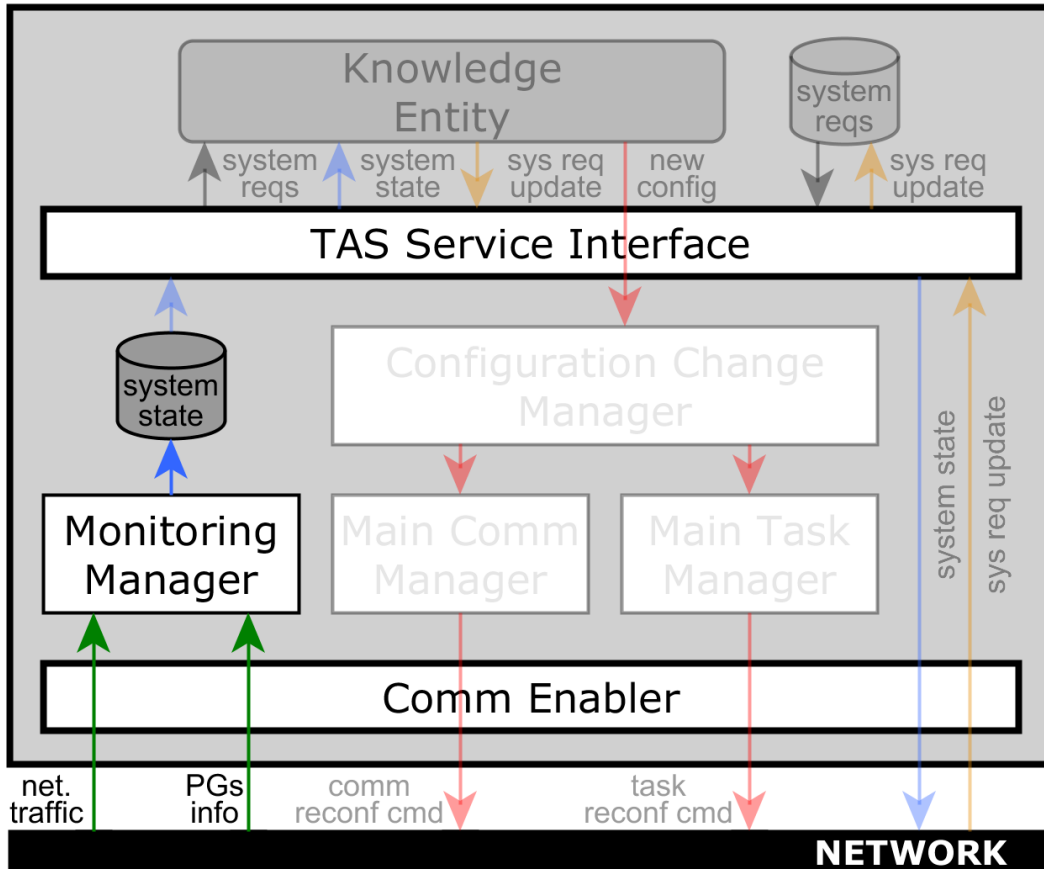 Knowledge
Entity
system
reqs
system
reqs
system
state
sys req
update
new
config
sys req
update
TAS Service Interface
system
state
Configuration Change
Manager
Monitoring
Manager
Main Comm
Manager
Main Task
Manager
system state
sys req update
Comm Enabler
net.
traffic
PGs
info
comm
reconf cmd
task
reconf cmd
NETWORK